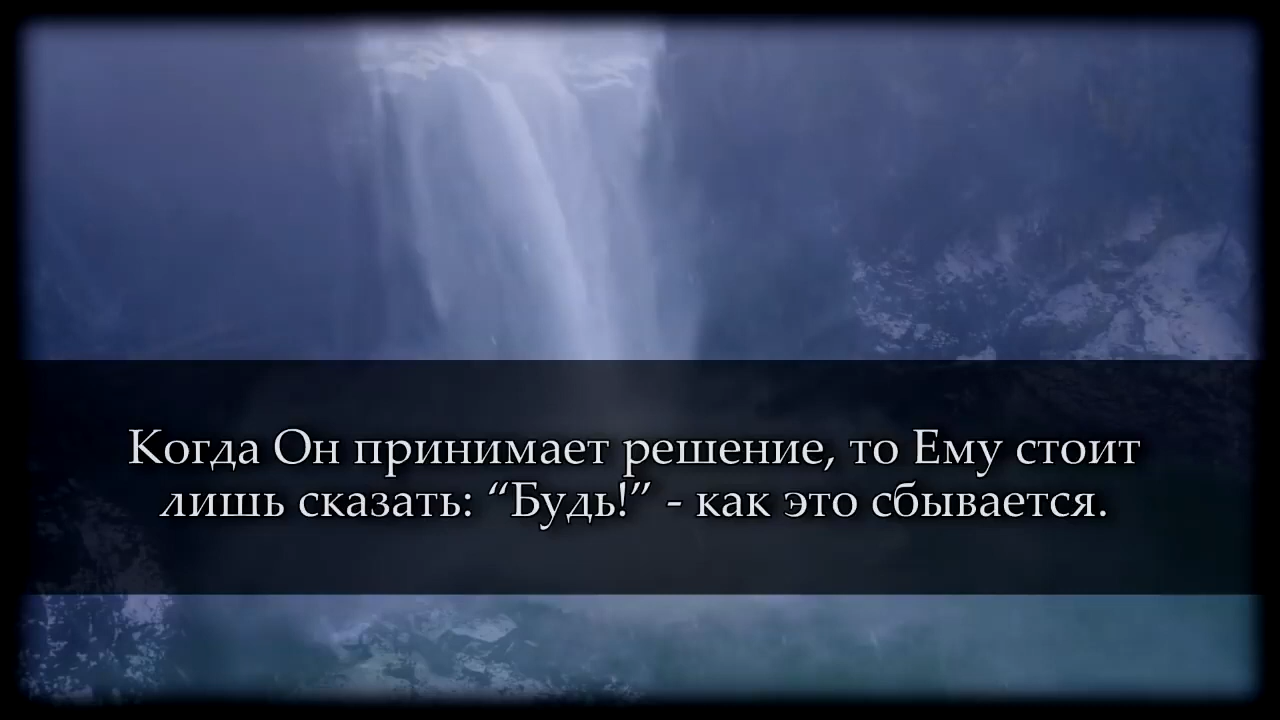 Когда Он принимает решение, то Ему стоит
лишь сказать: “Будь!” - как это сбывается.